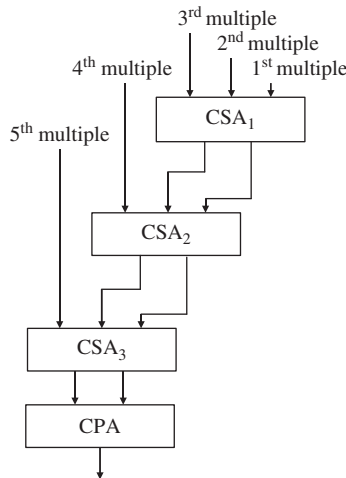 3rd multiple
2nd multiple
4th multiple
1st multiple
CSA1
5th multiple
CSA2
CSA3
CPA